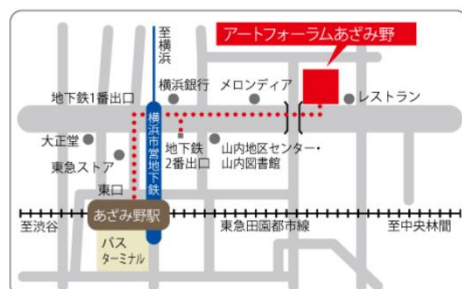 アートフォーラムあざみ野
至横浜
横浜銀行
メロンディア
レストラン
地下鉄1番出口
横浜市営地下鉄
大正堂
地下鉄
2番出口
山内地区センター・
山内図書館
東急ストア
東口
あざみ野駅
至渋谷
東急田園都市線
至中央林間
バス
ターミナル